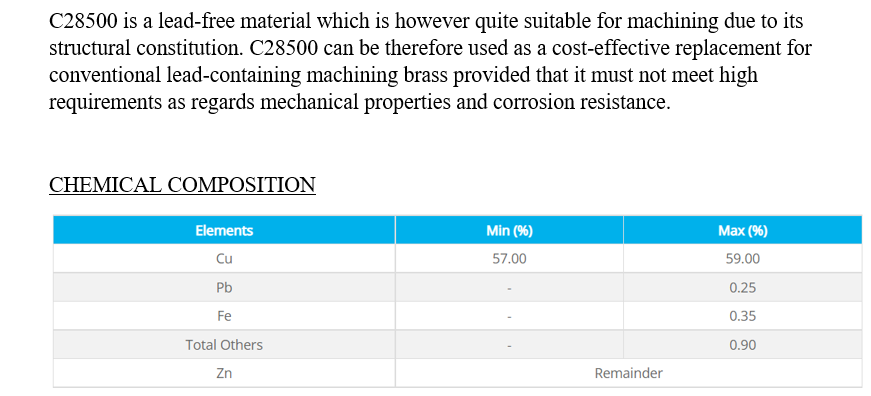 C28500 is a lead-free material which is however quite suitable for machining due to its
structural constitution. C28500 can be therefore used as a cost-effective replacement for
conventional lead-containing machining brass provided that it must not meet high
requirements as regards mechanical properties and corrosion resistance.
CHEMICAL COMPOSITION
Elements Min (%) Max (%)
Cu 57.00 59.00
Pb - 0.25
Fe - 0.35
Total Others - 0.90
Zn Remainder